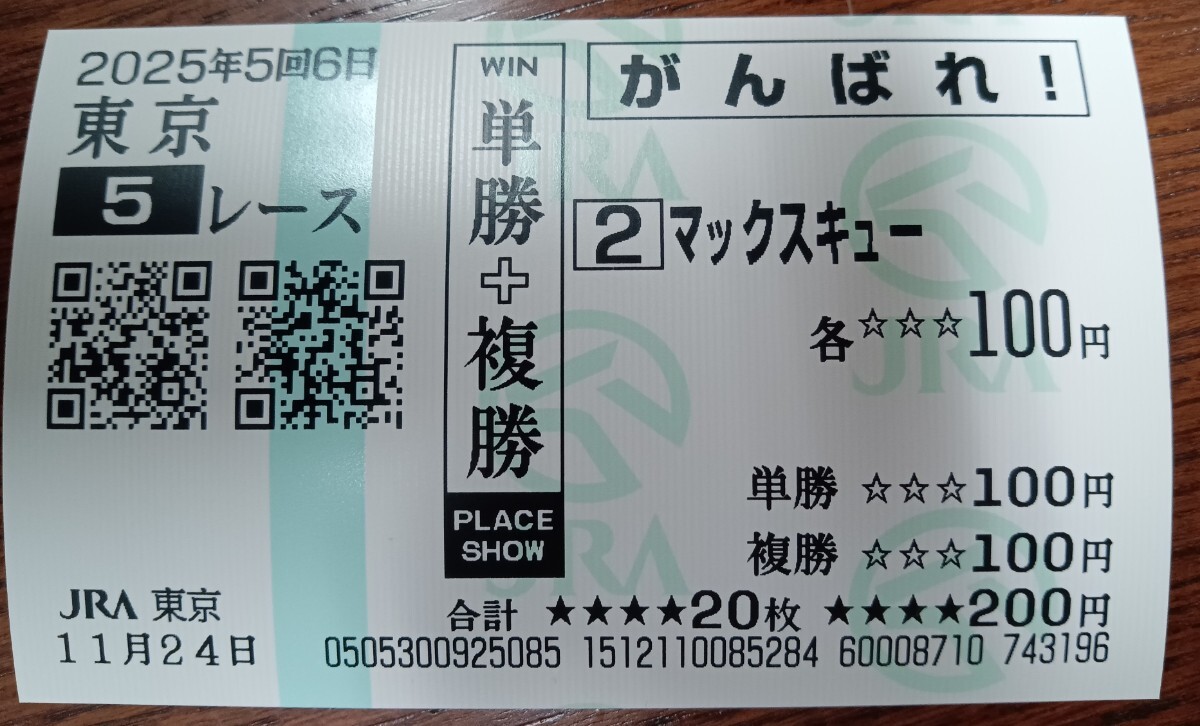 2025年5回6日
東京
5レース
WIN
単勝+複勝
PLACE
SHOW
がんばれ!
2 マックスキュー
各☆☆☆100円
単勝 ☆☆☆100円
複勝 ☆☆☆100円
合計 ★★★★20枚 ★★★★200円
JRA 東京
11月24日
0505300925085 1512110085284 60008710 743196
JRA
JRA
JRA